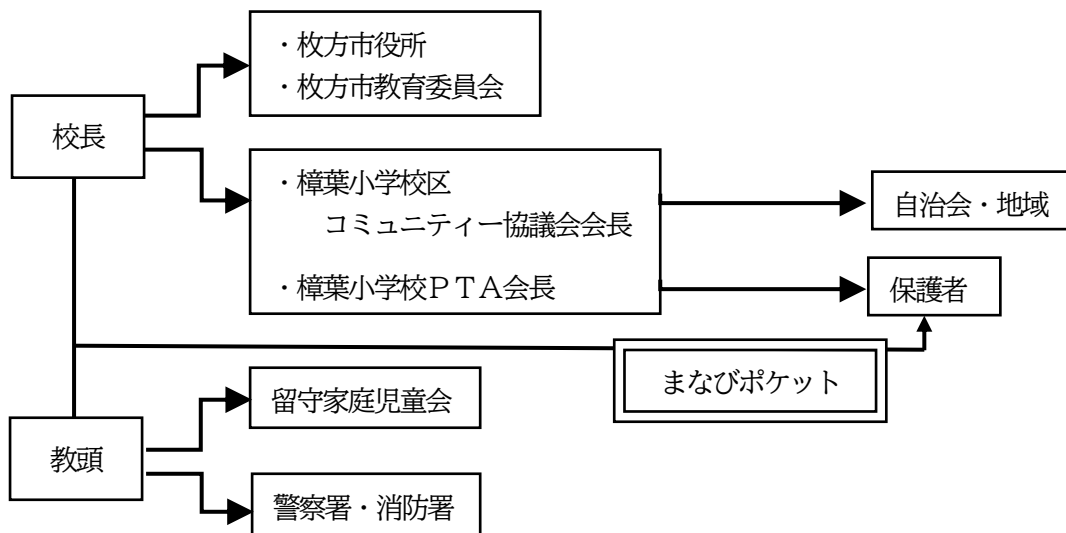 ・枚方市役所
・枚方市教育委員会
校長
・樟葉小学校区
コミュニティー協議会会長
・樟葉小学校ＰＴＡ会長
自治会・地域
保護者
まなびポケット
留守家庭児童会
教頭
警察署・消防署